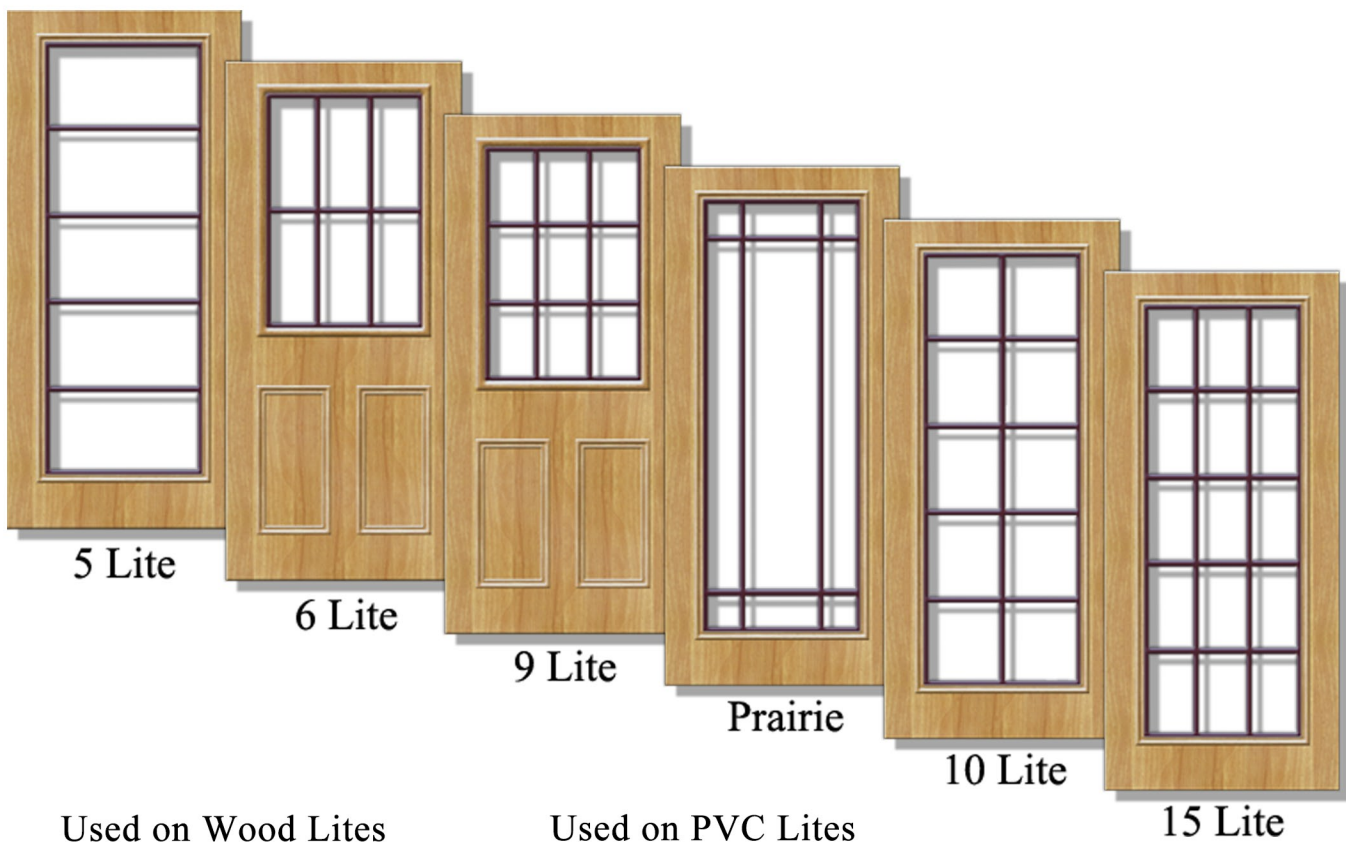 5 Lite
6 Lite
9 Lite
Prairie
10 Lite
15 Lite
Used on Wood Lites
Used on PVC Lites